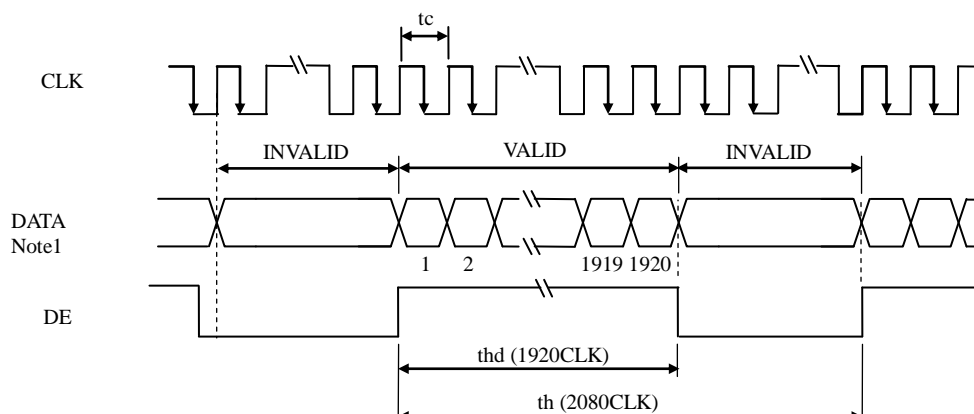 tc
CLK
INVALID VALID INVALID
DATA
Note1
1 2 1919 1920
DE
thd (1920CLK)
th (2080CLK)